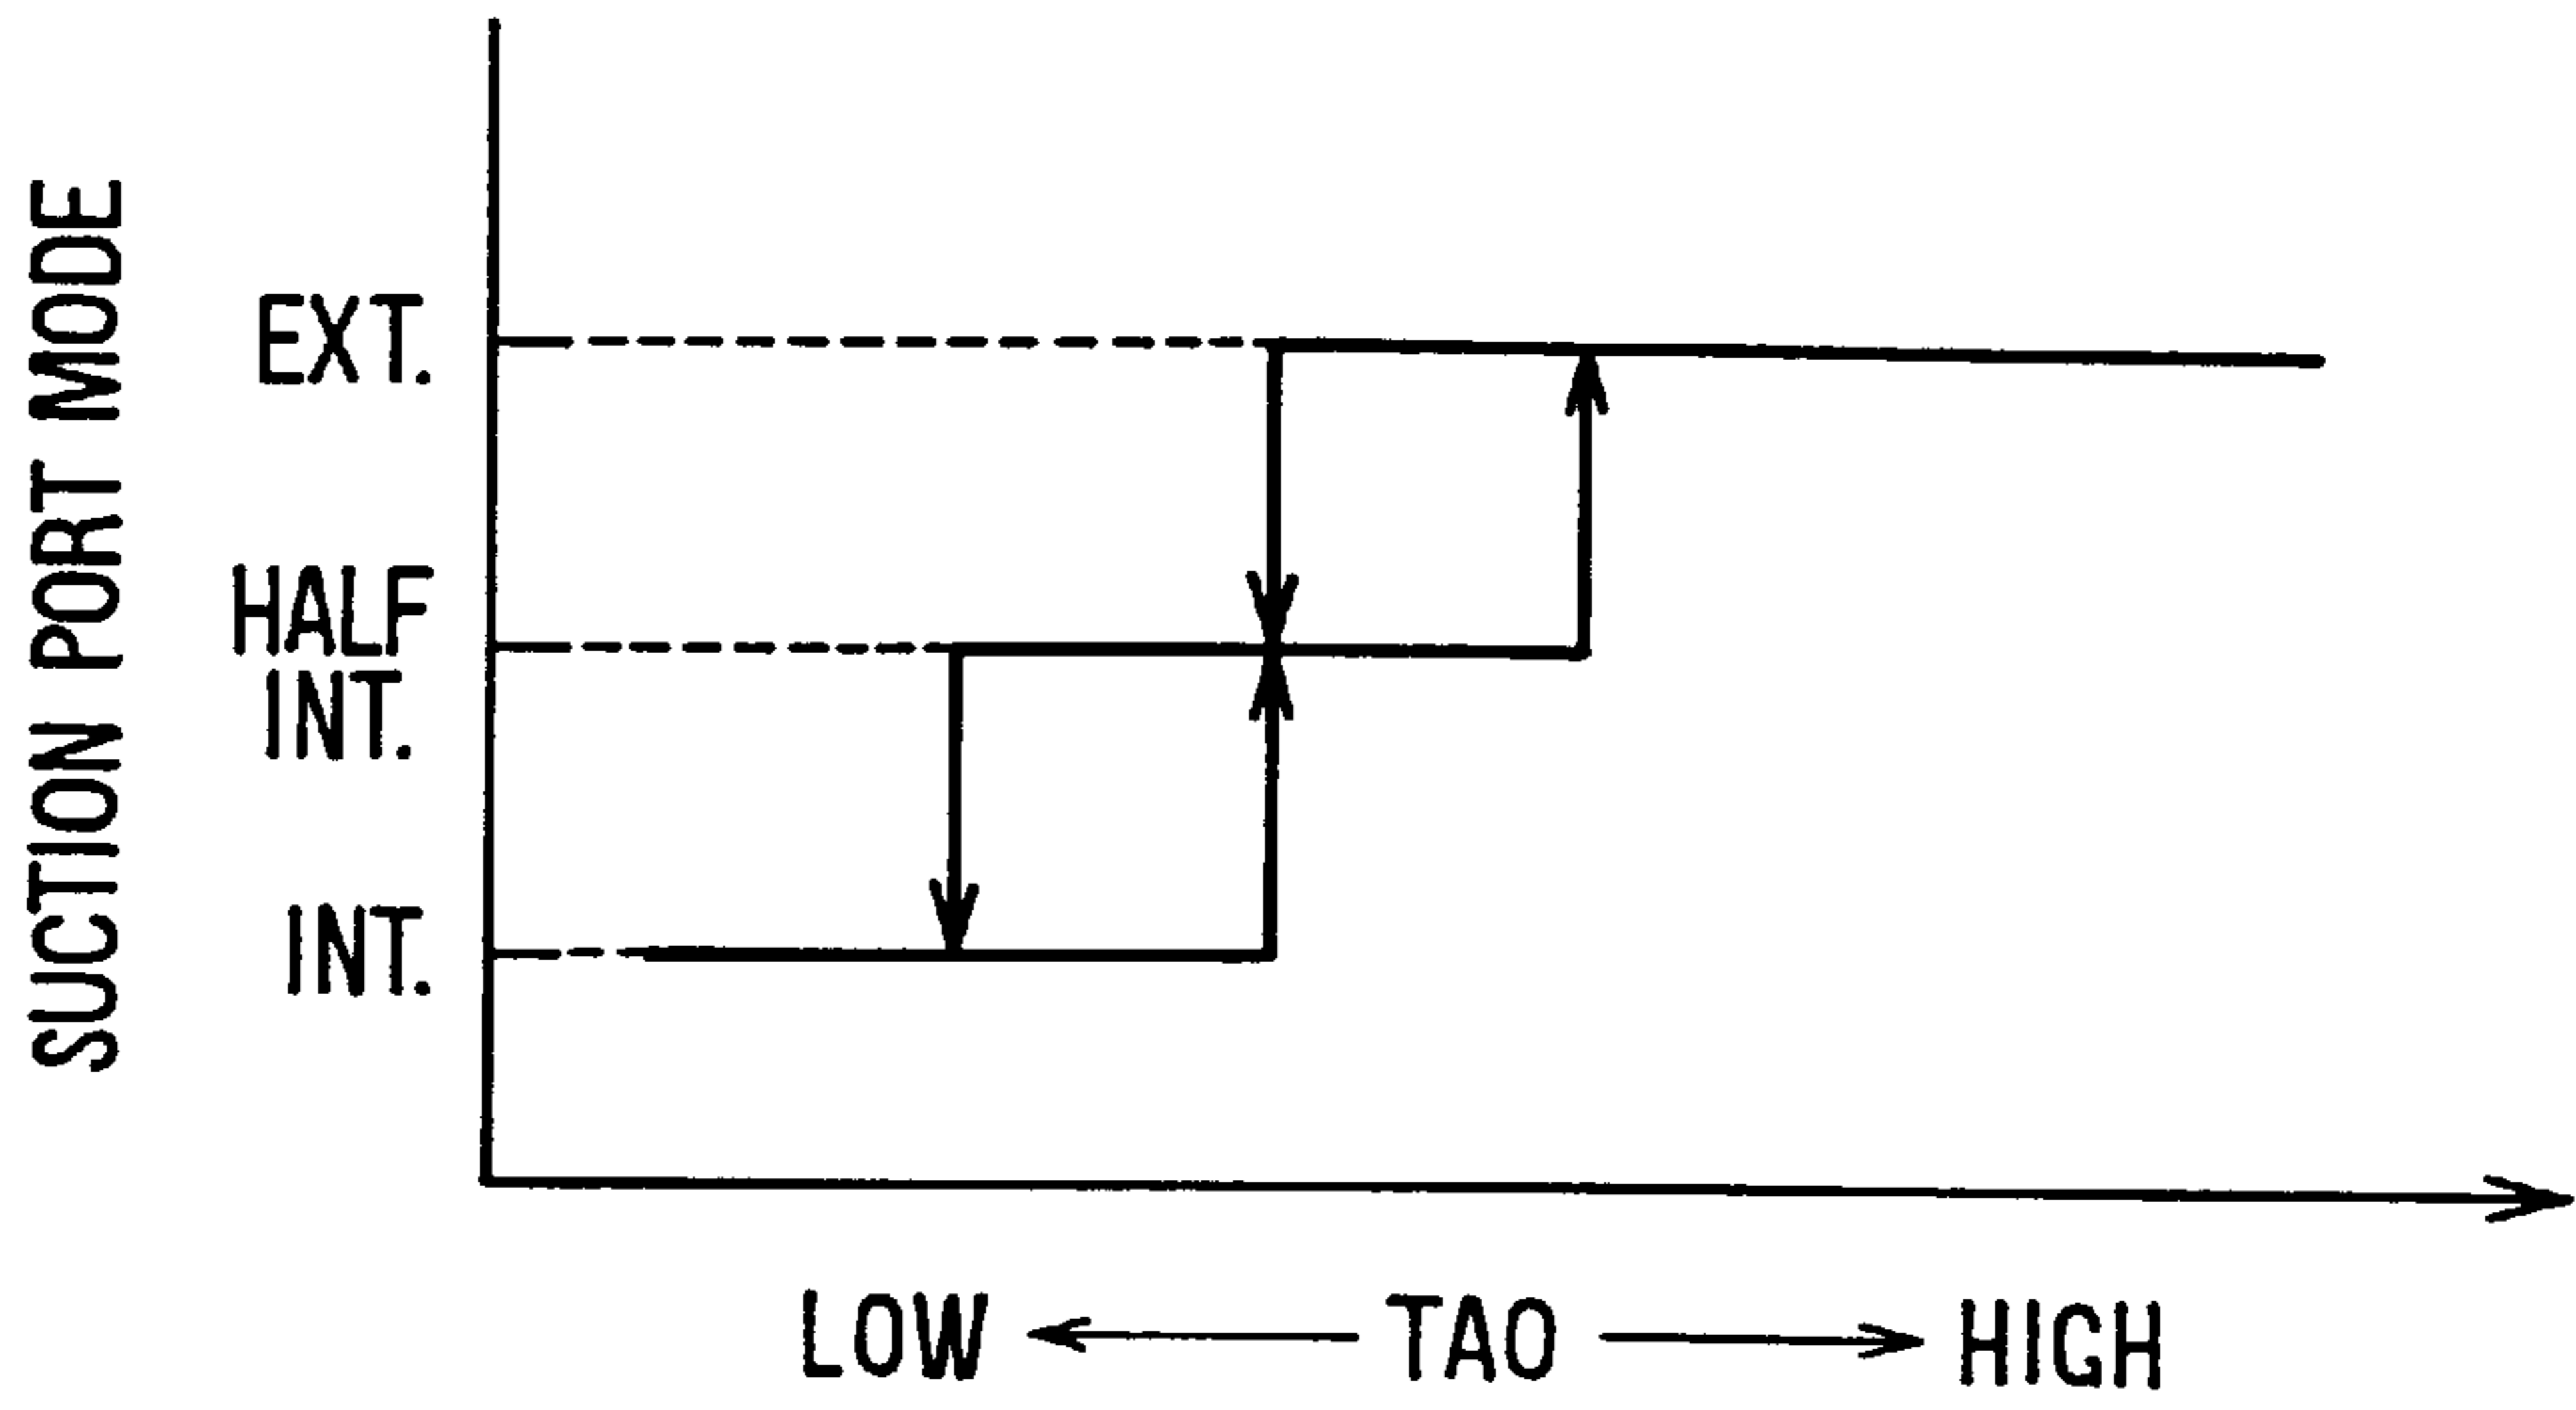 SUCTION PORT MODE
EXT.
HALF
INT.
INT.
LOW TAO HIGH